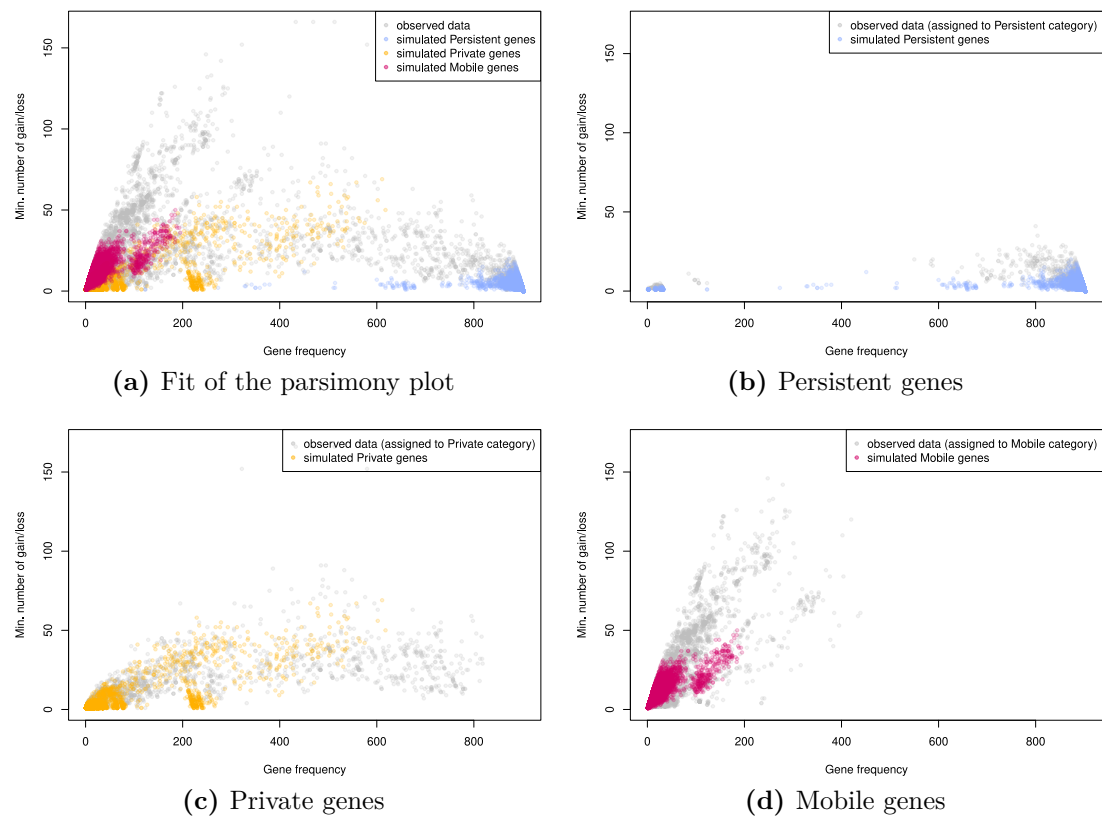 observed data
simulated Persistent genes
simulated Private genes
simulated Mobile genes
Min. number of gain/loss
0
50
100
150
0
200
400
600
800
Gene frequency
(a) Fit of the parsimony plot
observed data (assigned to Persistent category)
simulated Persistent genes
Min. number of gain/loss
0
50
100
150
0
200
400
600
800
Gene frequency
(b) Persistent genes
observed data (assigned to Private category)
simulated Private genes
Min. number of gain/loss
0
50
100
150
0
200
400
600
800
Gene frequency
(c) Private genes
observed data (assigned to Mobile category)
simulated Mobile genes
Min. number of gain/loss
0
50
100
150
0
200
400
600
800
Gene frequency
(d) Mobile genes